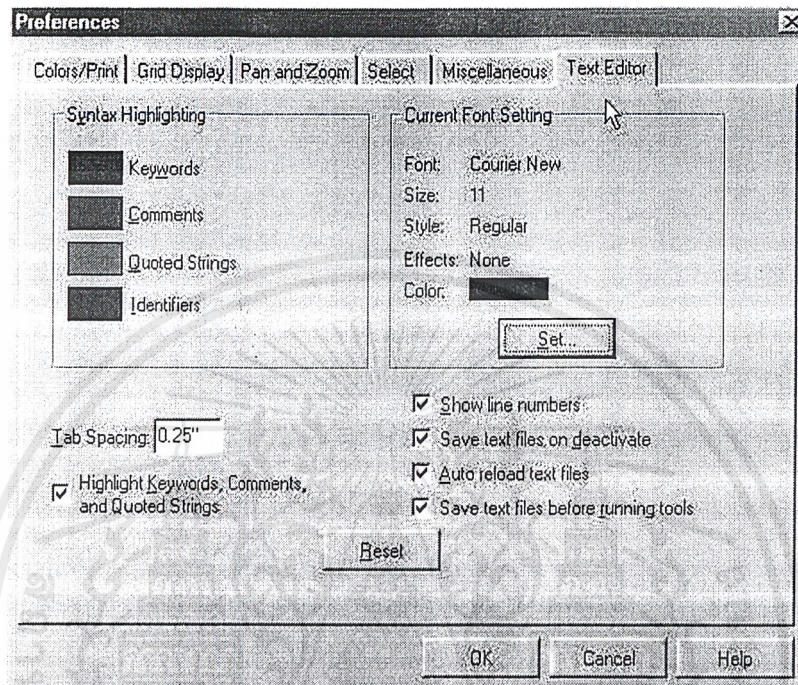 Preferences
Colors/Print Grid Display Pan and Zoom Select Miscellaneous Text Editor
Syntax Highlighting
Keywords
Comments
Quoted Strings
Identifiers
Current Font Setting
Font: Courier New
Size: 11
Style: Regular
Effects: None
Color:
Set...
Tab Spacing: 0.25"
Highlight Keywords, Comments,
and Quoted Strings
Show line numbers
Save text files on deactivate
Auto reload text files
Save text files before running tools
Reset
OK Cancel Help